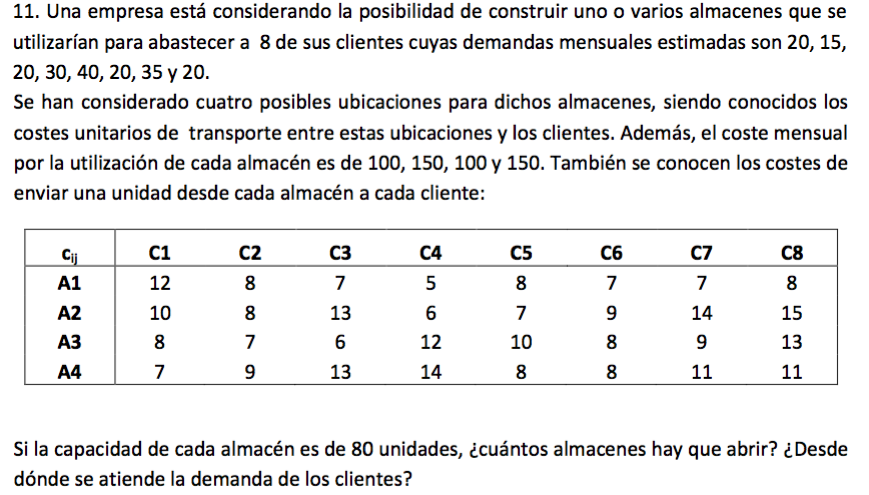 11. Una empresa está considerando la posibilidad de construir uno o varios almacenes que se
utilizarían para abastecer a 8 de sus clientes cuyas demandas mensuales estimadas son 20, 15,
20, 30, 40, 20, 35 y 20.
Se han considerado cuatro posibles ubicaciones para dichos almacenes, siendo conocidos los
costes unitarios de transporte entre estas ubicaciones y los clientes. Además, el coste mensual
por la utilización de cada almacén es de 100, 150, 100 y 150. También se conocen los costes de
enviar una unidad desde cada almacén a cada cliente:
cij C1 C2 C3 C4 C5 C6 C7 C8
A1 12 8 7 5 8 7 7 8
A2 10 8 13 6 7 9 14 15
A3 8 7 6 12 10 8 9 13
A4 7 9 13 14 8 8 11 11
Si la capacidad de cada almacén es de 80 unidades, ¿cuántos almacenes hay que abrir? ¿Desde
dónde se atiende la demanda de los clientes?